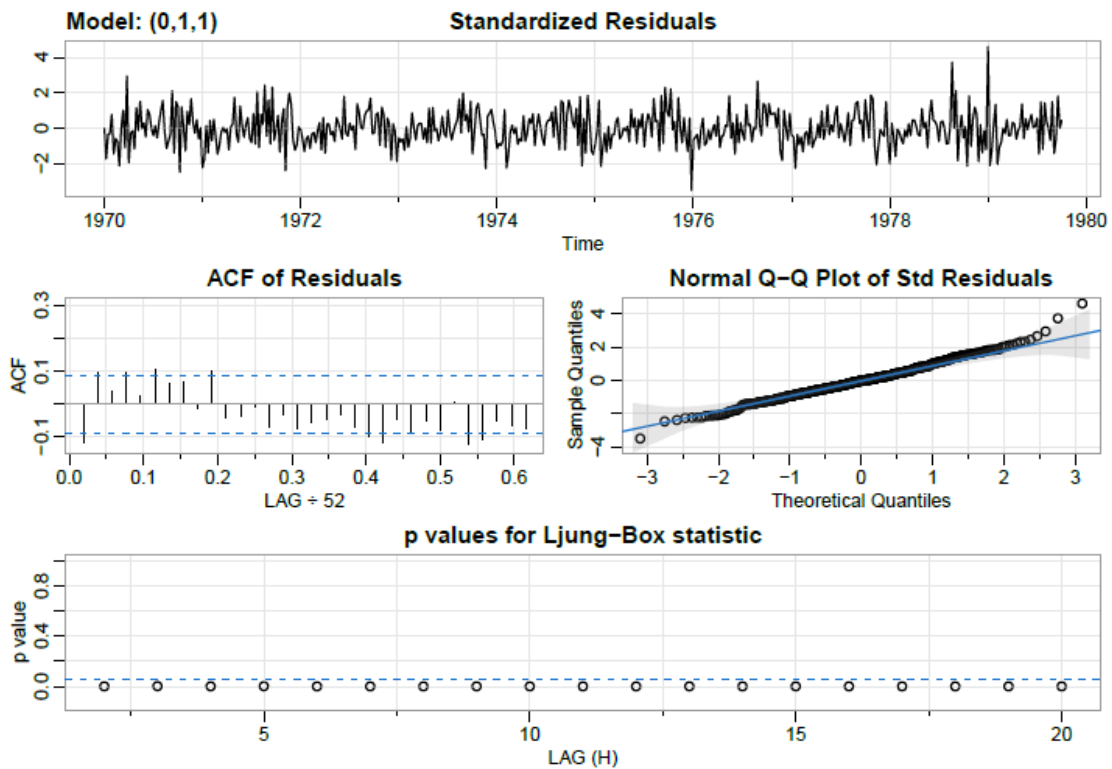 Model: (0,1,1) Standardized Residuals
4
2
0
−2
1970 1972 1974 1976 1978 1980
Time
ACF of Residuals
0.3
0.1
−0.1
ACF
0.0 0.1 0.2 0.3 0.4 0.5 0.6
LAG ÷ 52
Normal Q−Q Plot of Std Residuals
4
2
0
−4
Sample Quantiles
−3 −2 −1 0 1 2 3
Theoretical Quantiles
p values for Ljung−Box statistic
0.8
0.4
0.0
p value
5 10 15 20
LAG (H)